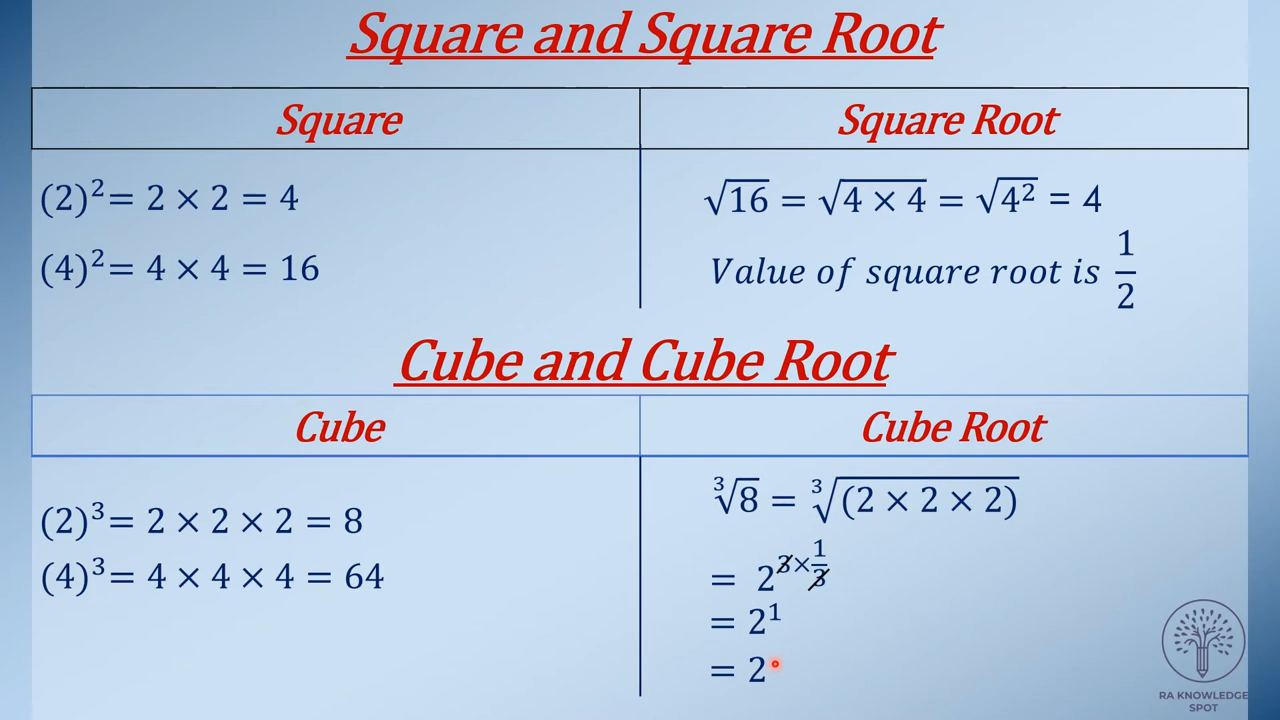 Square and Square Root
Square
Square Root
(2)² = 2 × 2 = 4
(4)² = 4 × 4 = 16
√16 = √(4 × 4) = √(4²) = 4
Value of square root is 1/2
Cube and Cube Root
Cube
Cube Root
(2)³ = 2 × 2 × 2 = 8
(4)³ = 4 × 4 × 4 = 64
∛8 = ∛(2 × 2 × 2)
= 2^(3×1/3)
= 2¹
= 2
RA KNOWLEDGE
SPOT